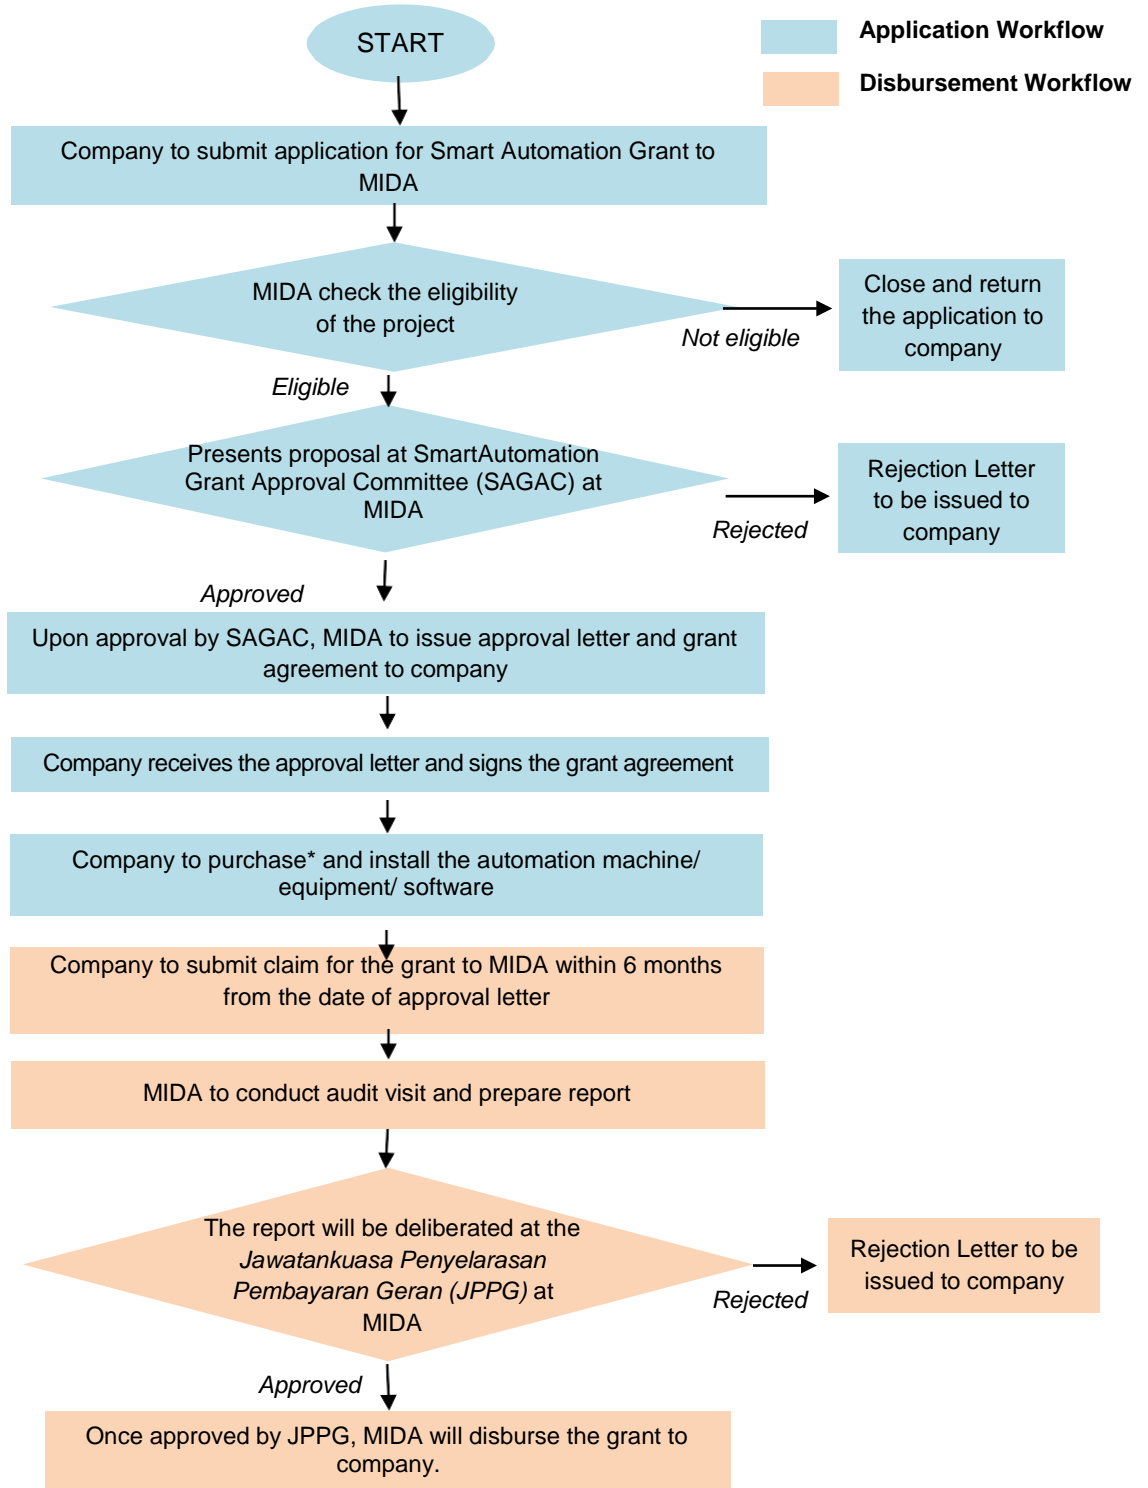 START
Application Workflow
Disbursement Workflow
Company to submit application for Smart Automation Grant to
MIDA
MIDA check the eligibility
of the project
Not eligible
Close and return
the application to
company
Eligible
Presents proposal at SmartAutomation
Grant Approval Committee (SAGAC) at
MIDA
Rejected
Rejection Letter
to be issued to
company
Approved
Upon approval by SAGAC, MIDA to issue approval letter and grant
agreement to company
Company receives the approval letter and signs the grant agreement
Company to purchase* and install the automation machine/
equipment/ software
Company to submit claim for the grant to MIDA within 6 months
from the date of approval letter
MIDA to conduct audit visit and prepare report
The report will be deliberated at the
Jawatankuasa Penyelarasan
Pembayaran Geran (JPPG) at
MIDA
Rejected
Rejection Letter to be
issued to company
Approved
Once approved by JPPG, MIDA will disburse the grant to
company.